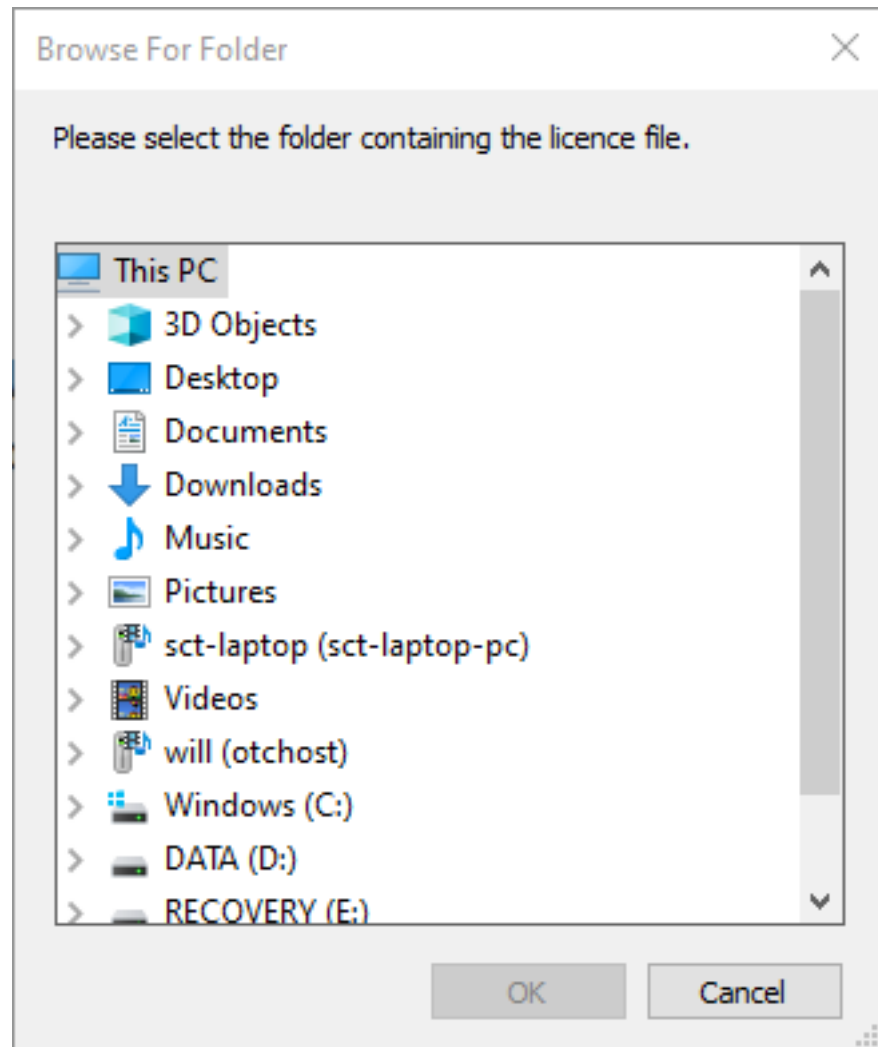 Browse For Folder
Please select the folder containing the licence file.
This PC
3D Objects
Desktop
Documents
Downloads
Music
Pictures
sct-laptop (sct-laptop-pc)
Videos
will (otchost)
Windows (C:)
DATA (D:)
RECOVERY (E:)
OK
Cancel